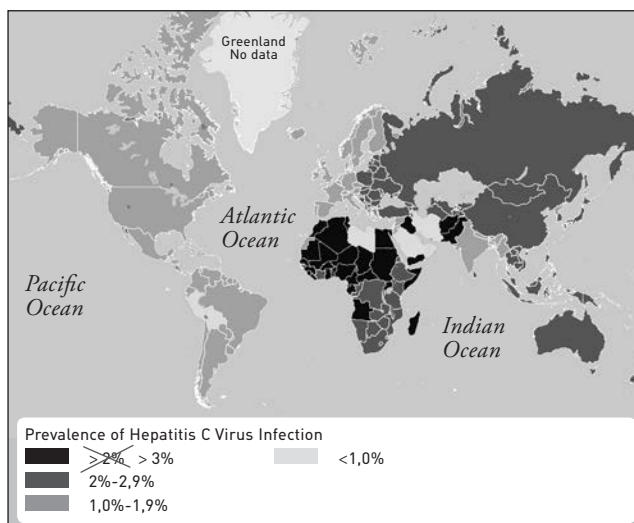 Greenland
No data
Atlantic
Ocean
Pacific
Ocean
Indian
Ocean
Prevalence of Hepatitis C Virus Infection
> 2% > 3%
<1,0%
2%-2,9%
1,0%-1,9%